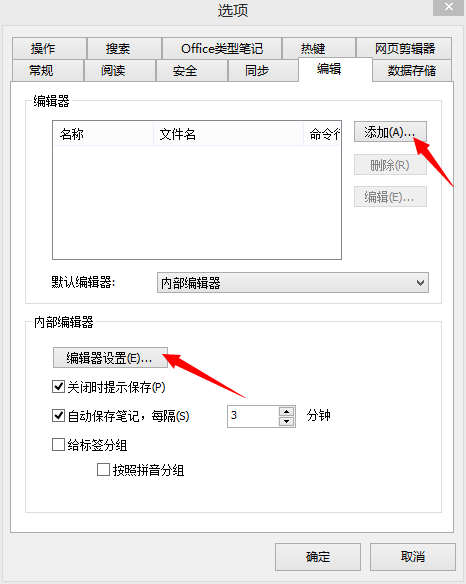 选项
操作 搜索 Office类型笔记 热键 网页剪辑器
常规 阅读 安全 同步 编辑 数据存储
编辑器
名称 文件名 命令行
添加(A)...
删除(R)
编辑(E)...
默认编辑器: 内部编辑器
内部编辑器
编辑器设置(E)...
关闭时提示保存(P)
自动保存笔记，每隔(S) 3 分钟
给标签分组
按照拼音分组
确定 取消